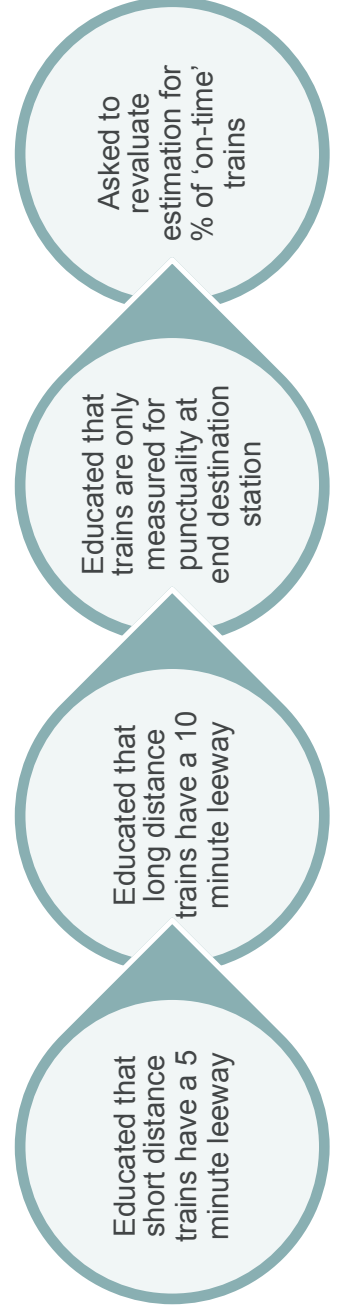 Educated that
short distance
trains have a 5
minute leeway
Educated that
long distance
trains have a 10
minute leeway
Educated that
trains are only
measured for
punctuality at
end destination
station
Asked to
revaluate
estimation for
% of ‘on-time’
trains